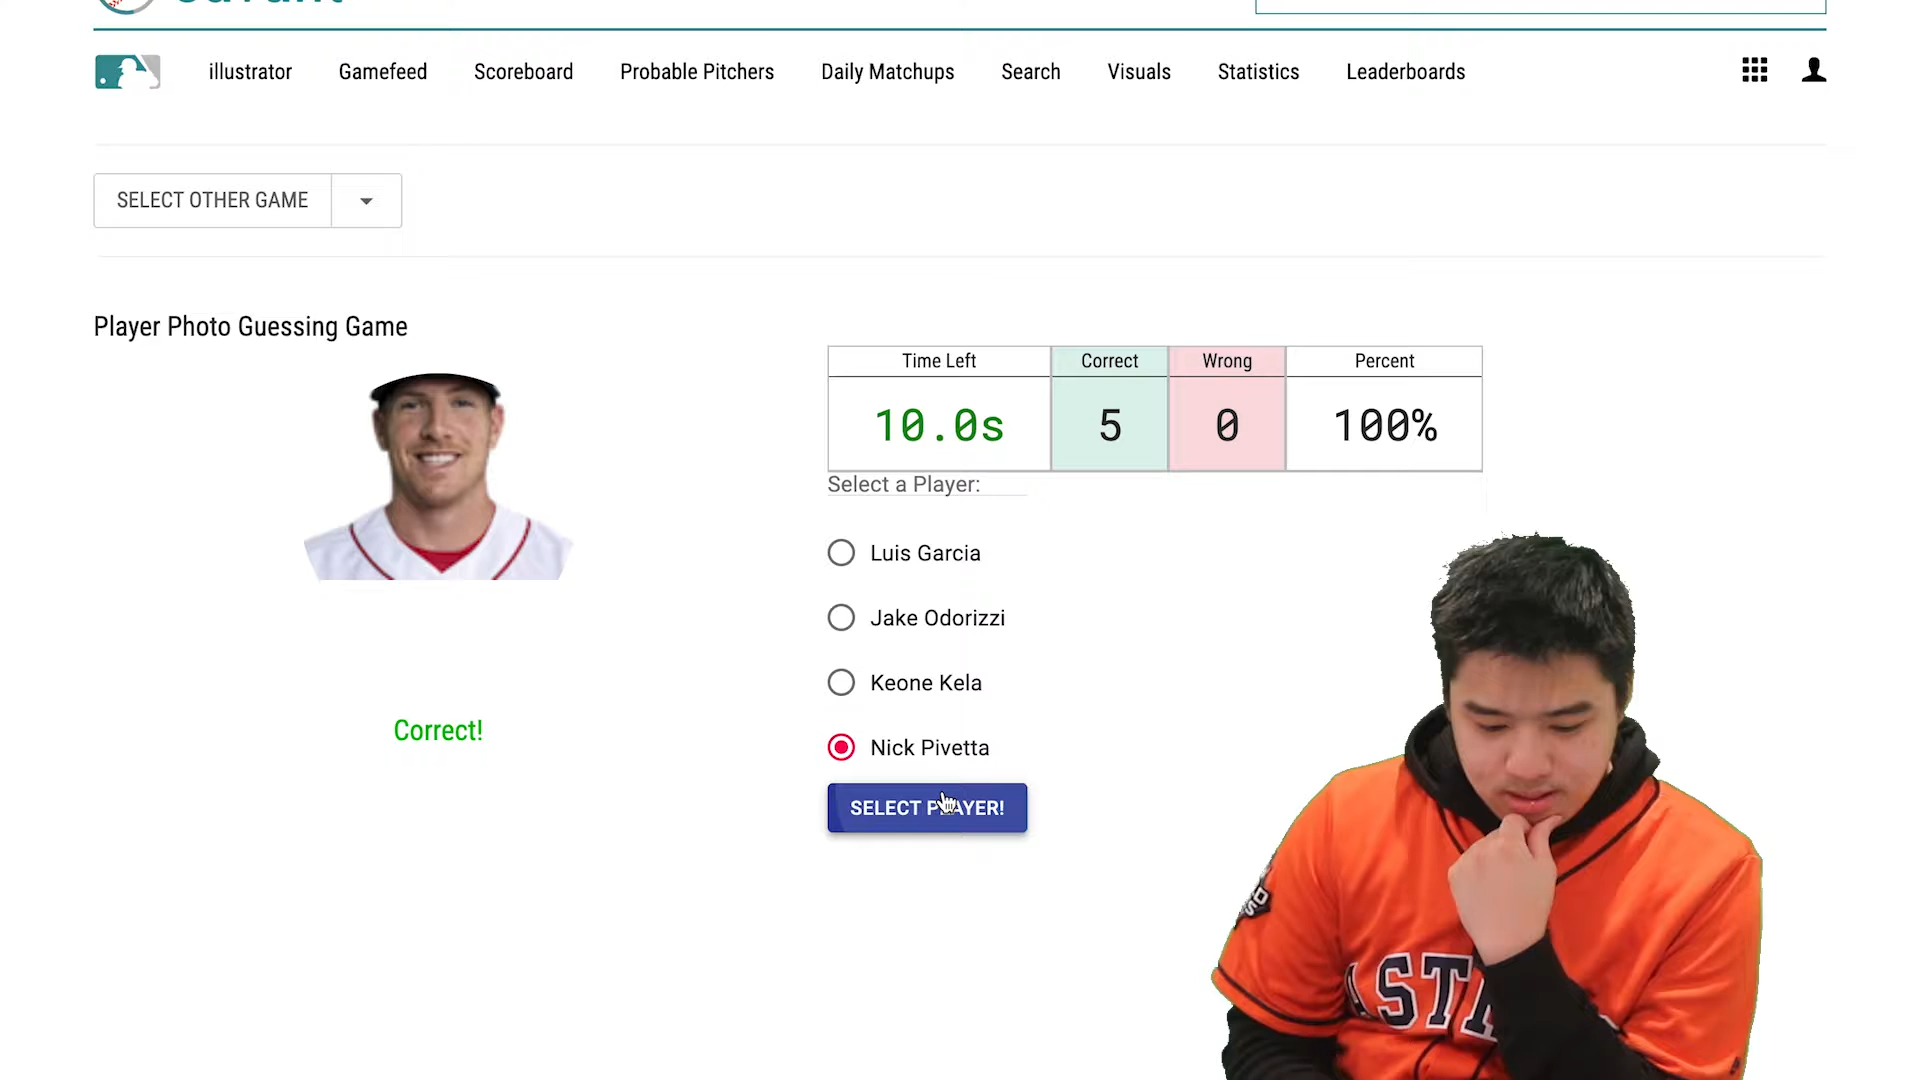 illustrator Gamefeed Scoreboard Probable Pitchers Daily Matchups Search Visuals Statistics Leaderboards
SELECT OTHER GAME
Player Photo Guessing Game
Time Left Correct Wrong Percent
10.0s 5 0 100%
Select a Player:
Luis Garcia
Jake Odorizzi
Keone Kela
Nick Pivetta
Correct!
SELECT PLAYER!